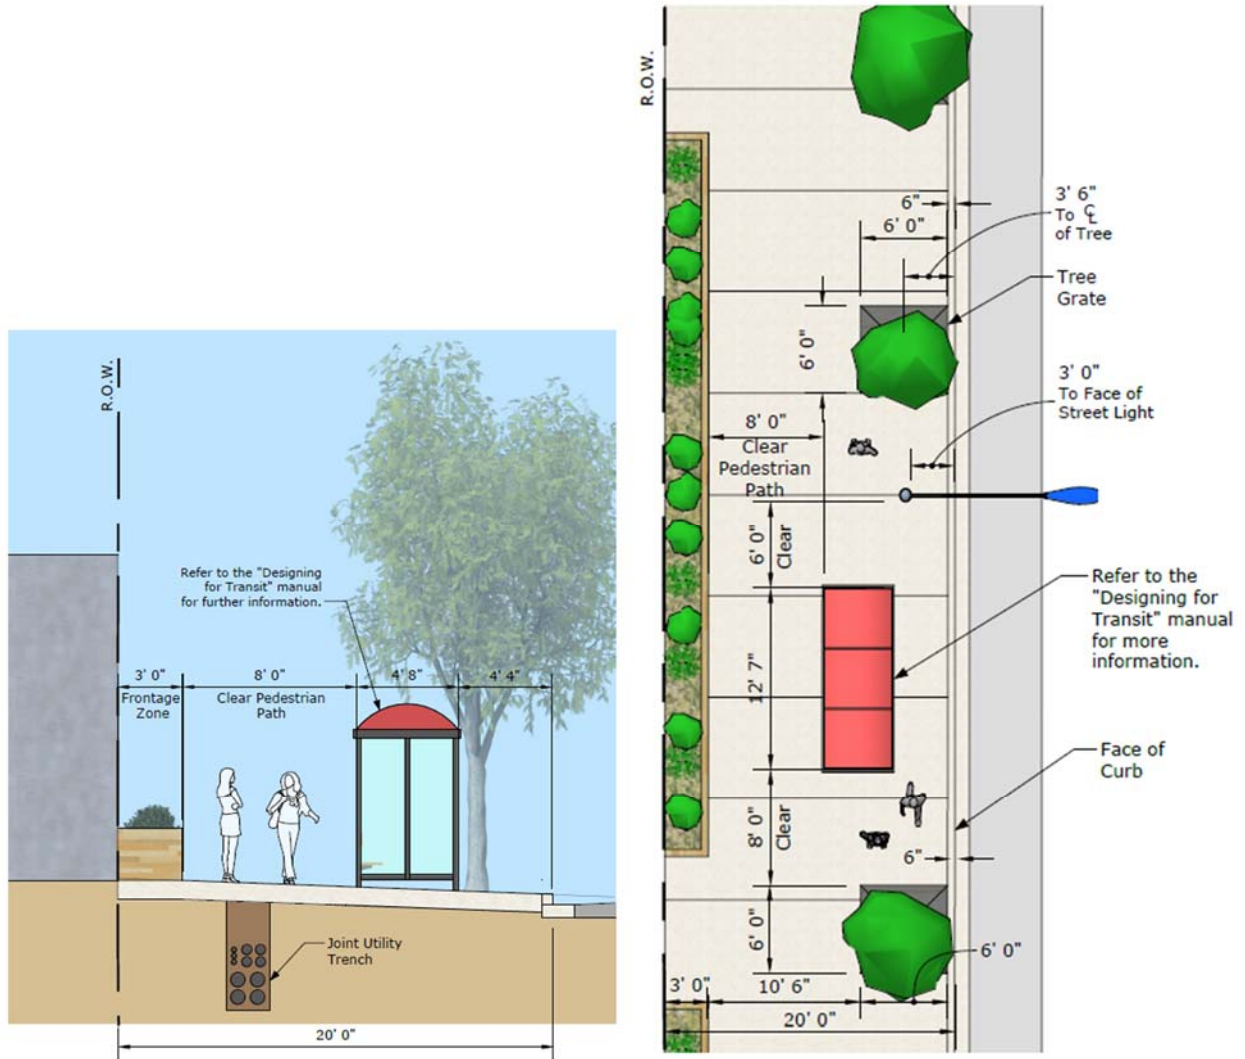 R.O.W.
Refer to the "Designing
for Transit" manual
for further information.
3' 0"
8' 0"
4' 8"
4' 4"
Frontage
Zone
Clear Pedestrian
Path
Joint Utility
Trench
20' 0"
R.O.W.
6"
3' 6"
To ℄
of Tree
6' 0"
Tree
Grate
6' 0"
3' 0"
To Face of
Street Light
8' 0"
Clear
Pedestrian
Path
6' 0"
Clear
Refer to the
"Designing for
Transit" manual
for more
information.
12' 7"
Face of
Curb
8' 0"
Clear
6"
6' 0"
6' 0"
3' 0"
10' 6"
20' 0"